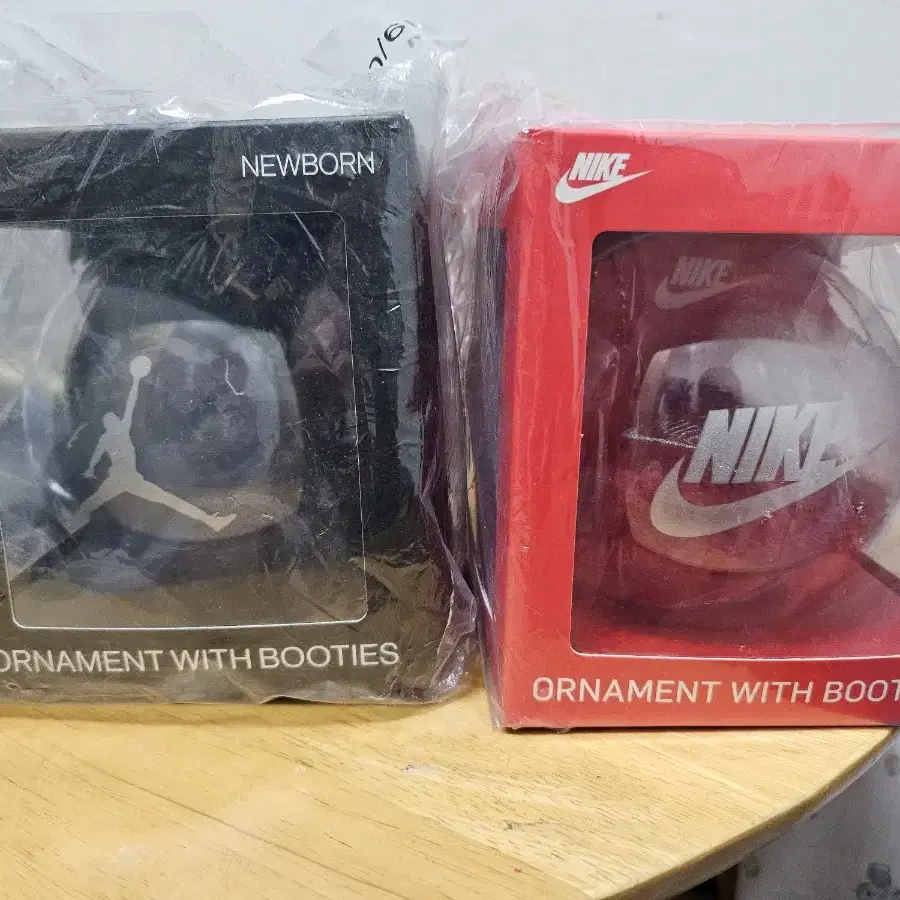 NEWBORN
ORNAMENT WITH BOOTIES
NIKE
NIKE
NIKE
ORNAMENT WITH BOOT